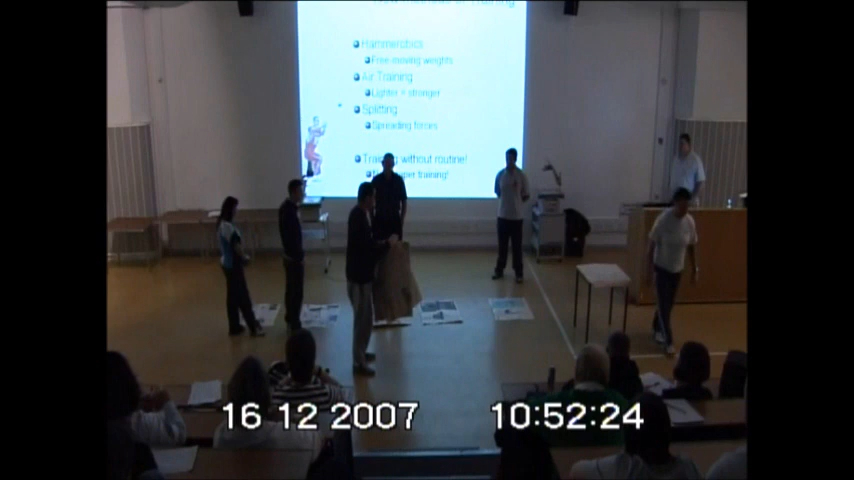 Hammerobics
Free moving weights
Air Training
Lighter = stronger
Splitting
Spreading forces
Training without routine!
training!
16 12 2007 10:52:24